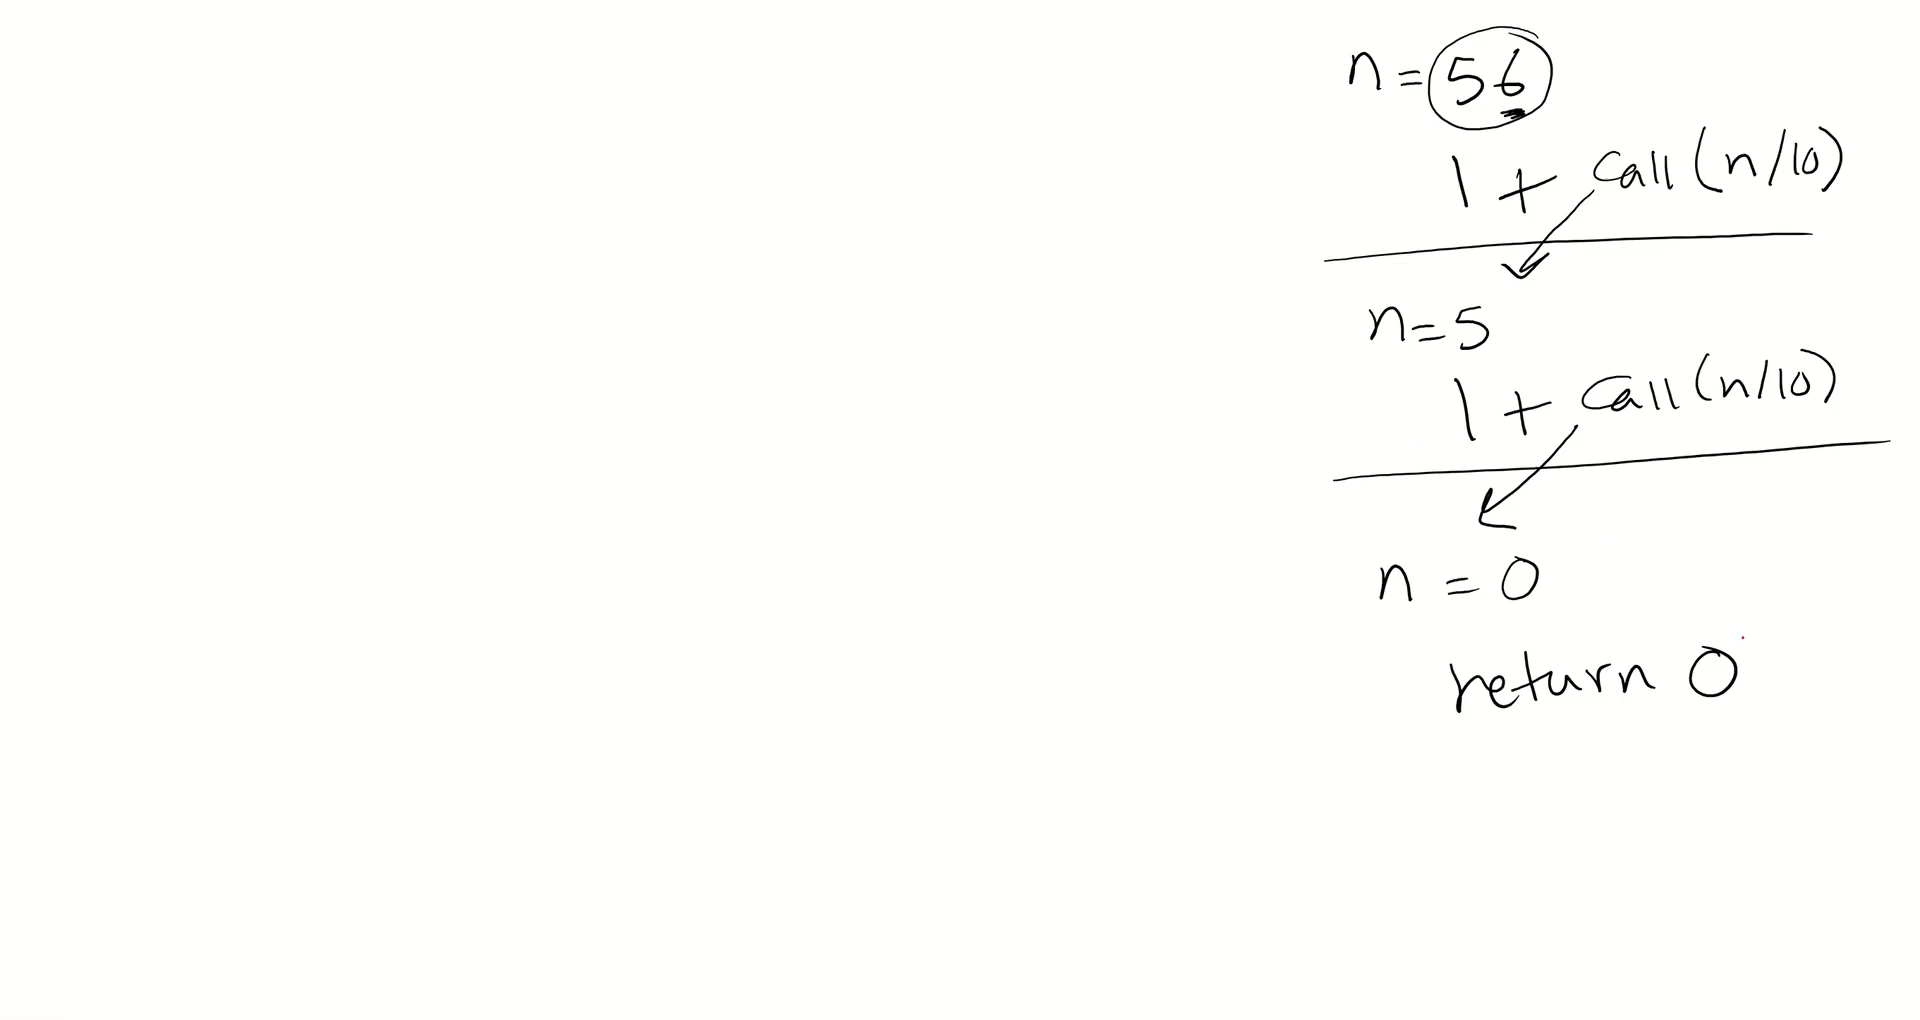 n = 56
1 + call(n/10)
n = 5
1 + call(n/10)
n = 0
return 0